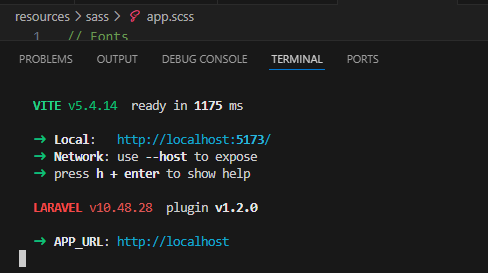 resources > sass > app.scss
1 // Fonts
PROBLEMS OUTPUT DEBUG CONSOLE TERMINAL PORTS
VITE v5.4.14 ready in 1175 ms
➜ Local: http://localhost:5173/
➜ Network: use --host to expose
➜ press h + enter to show help
LARAVEL v10.48.28 plugin v1.2.0
➜ APP_URL: http://localhost